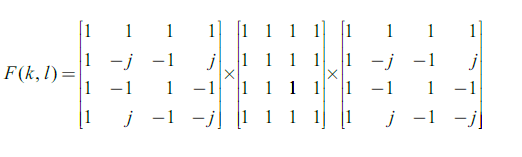 [1 1 1 1] [1 1 1 1] [1 1 1 1]
[1 -j -1 j] [1 1 1 1] [1 -j -1 j]
F(k, l) = × ×
[1 -1 1 -1] [1 1 1 1] [1 -1 1 -1]
[1 j -1 -j] [1 1 1 1] [1 j -1 -j]